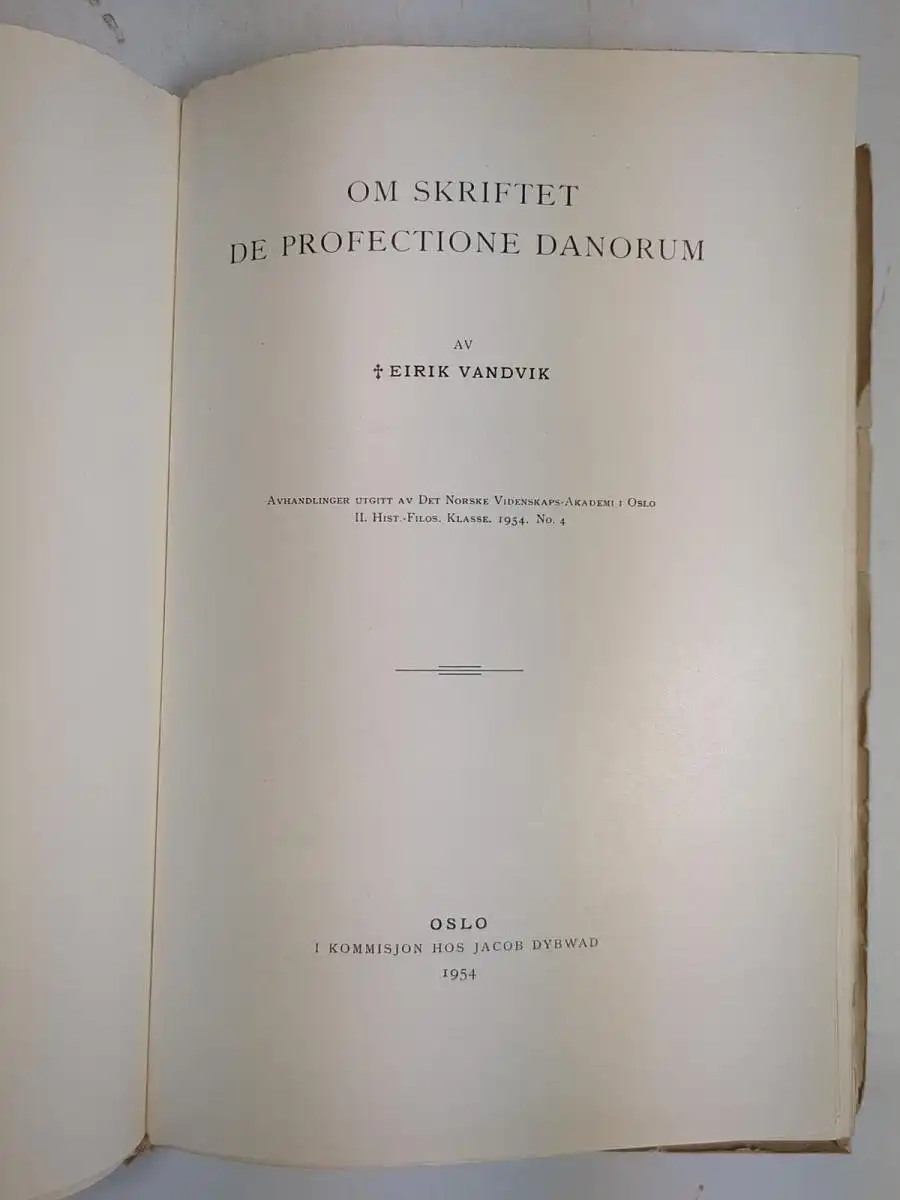 OM SKRIFTET
DE PROFECTIONE DANORUM
AV
‡ EIRIK VANDVIK
AVHANDLINGER UTGITT AV DET NORSKE VIDENSKAPS-AKADEMI I OSLO
II. HIST.-FILOS. KLASSE. 1954. NO. 4
OSLO
I KOMMISJON HOS JACOB DYBWAD
1954